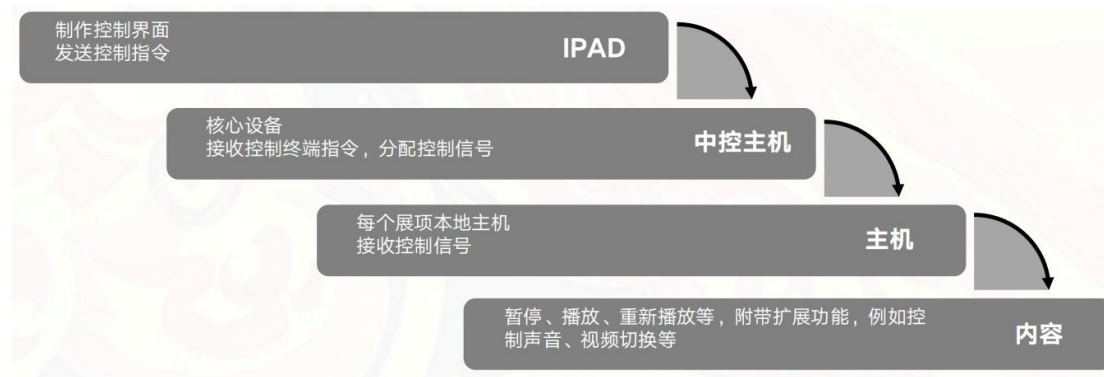 制作控制界面
发送控制指令
IPAD
核心设备
接收控制终端指令，分配控制信号
中控主机
每个展项本地主机
接收控制信号
主机
暂停、播放、重新播放等，附带扩展功能，例如控
制声音、视频切换等
内容